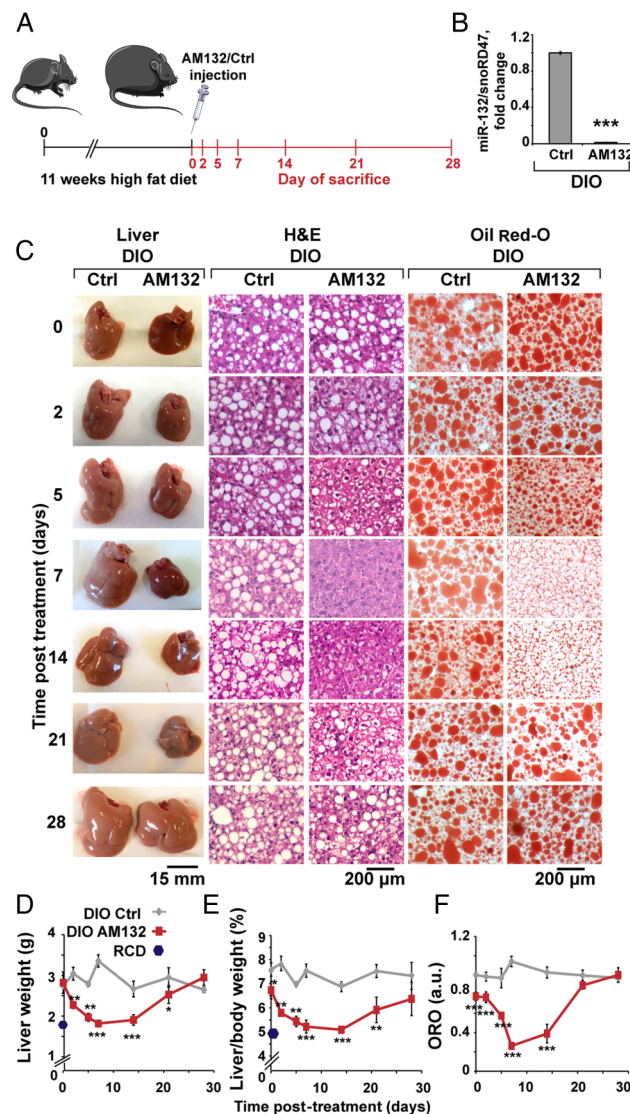 A
AM132/Ctrl
injection
0
0 2 5 7 14 21 28
11 weeks high fat diet
Day of sacrifice
B
miR-132/snoRD47,
fold change
1.2
0.8
0.4
0
***
Ctrl AM132
DIO
C
Liver
DIO
Ctrl AM132
H&E
DIO
Ctrl AM132
Oil Red-O
DIO
Ctrl AM132
Time post treatment (days)
0
2
5
7
14
21
28
15 mm
200 µm
200 µm
D
DIO Ctrl
DIO AM132
RCD
Liver weight (g)
4
3
2
1
0
**
**
***
***
*
0 10 20 30
E
Liver/body weight (%)
9
8
7
6
5
4
0
*
**
**
***
***
**
0 10 20 30
F
ORO (a.u.)
1.2
0.8
0.4
0
***
***
***
***
***
0 10 20 30
Time post-treatment (days)